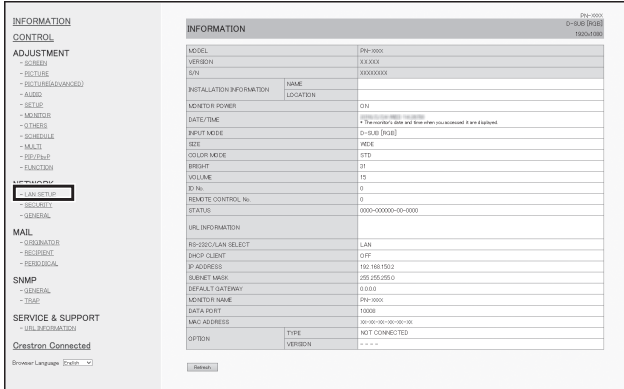 INFORMATION
CONTROL
ADJUSTMENT
- SCREEN
- PICTURE
- PICTURE(ADVANCED)
- AUDIO
- SETUP
- MONITOR
- OTHERS
- SCHEDULE
- MULTI
- PIP/PbyP
- FUNCTION
NETWORK
- LAN SETUP
- SECURITY
- GENERAL
MAIL
- ORIGINATOR
- RECIPIENT
- PERIODICAL
SNMP
- GENERAL
- TRAP
SERVICE & SUPPORT
- URL INFORMATION
Crestron Connected
Browser Language English
PN-XXXX
INFORMATION D-SUB [RGB]
1920x1080
MODEL PN-XXXX
VERSION X.X.XXX
S/N XXXXXXXX
INSTALLATION INFORMATION NAME
LOCATION
MONITOR POWER ON
DATE/TIME
* The monitor's date and time when you accessed it are displayed.
INPUT MODE D-SUB [RGB]
SIZE WIDE
COLOR MODE STD
BRIGHT 31
VOLUME 15
ID No. 0
REMOTE CONTROL No. 0
STATUS 0000-000000-00-0000
URL INFORMATION
RS-232C/LAN SELECT LAN
DHCP CLIENT OFF
IP ADDRESS 192.168.150.2
SUBNET MASK 255.255.255.0
DEFAULT GATEWAY 0.0.0.0
MONITOR NAME PN-XXXX
DATA PORT 10008
MAC ADDRESS XX-XX-XX-XX-XX-XX
OPTION TYPE NOT CONNECTED
VERSION - - - -
Refresh